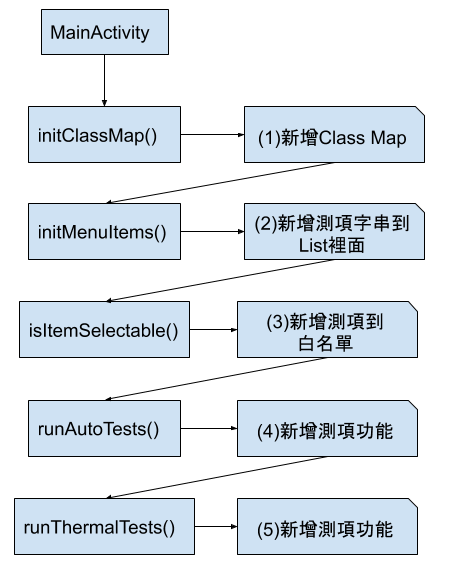 MainActivity
initClassMap()
(1)新增Class Map
initMenuItems()
(2)新增測項字串到
List裡面
isItemSelectable()
(3)新增測項到
白名單
runAutoTests()
(4)新增測項功能
runThermalTests()
(5)新增測項功能